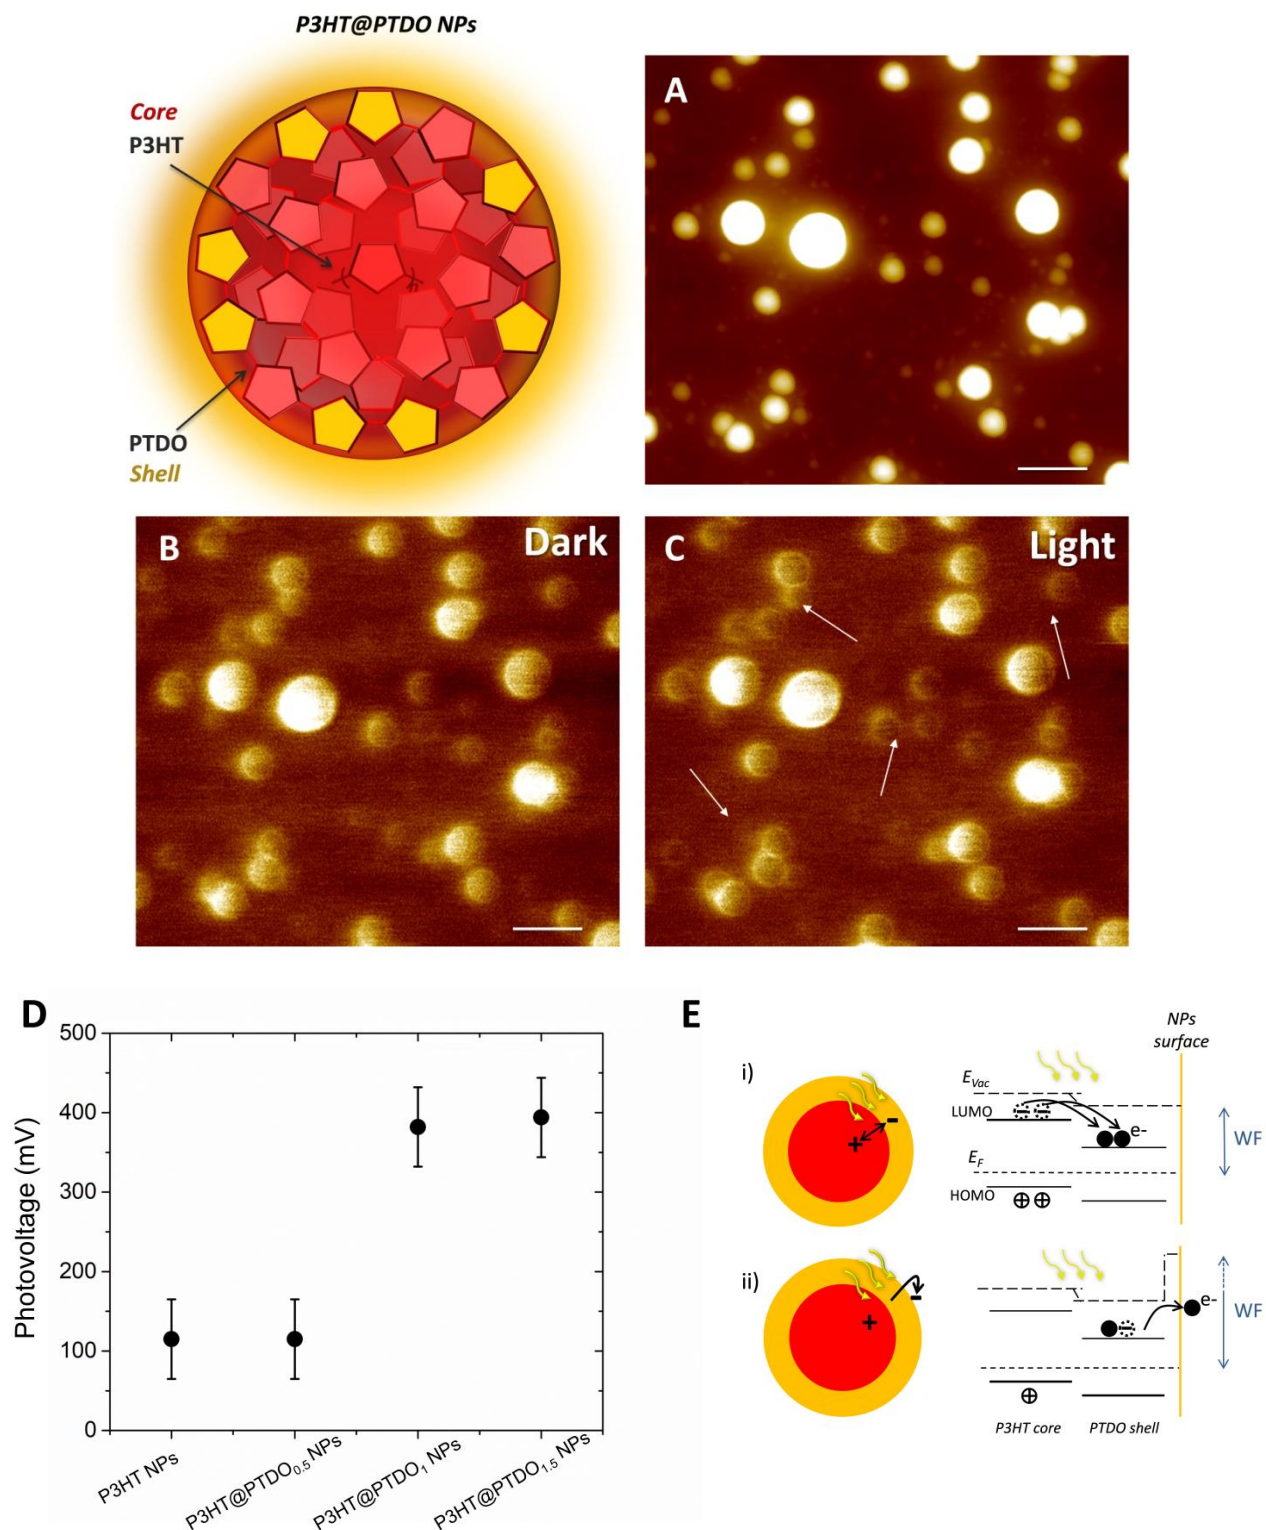 P3HT@PTDO NPs
Core
P3HT
PTDO
Shell
A
B
Dark
C
Light
D
Photovoltage (mV)
500
400
300
200
100
0
P3HT NPs
P3HT@PTDO0.5 NPs
P3HT@PTDO1 NPs
P3HT@PTDO1.5 NPs
E
NPs
surface
i)
+
-
EVac
LUMO
e-
EF
HOMO
WF
ii)
+
-
e-
WF
P3HT core
PTDO shell